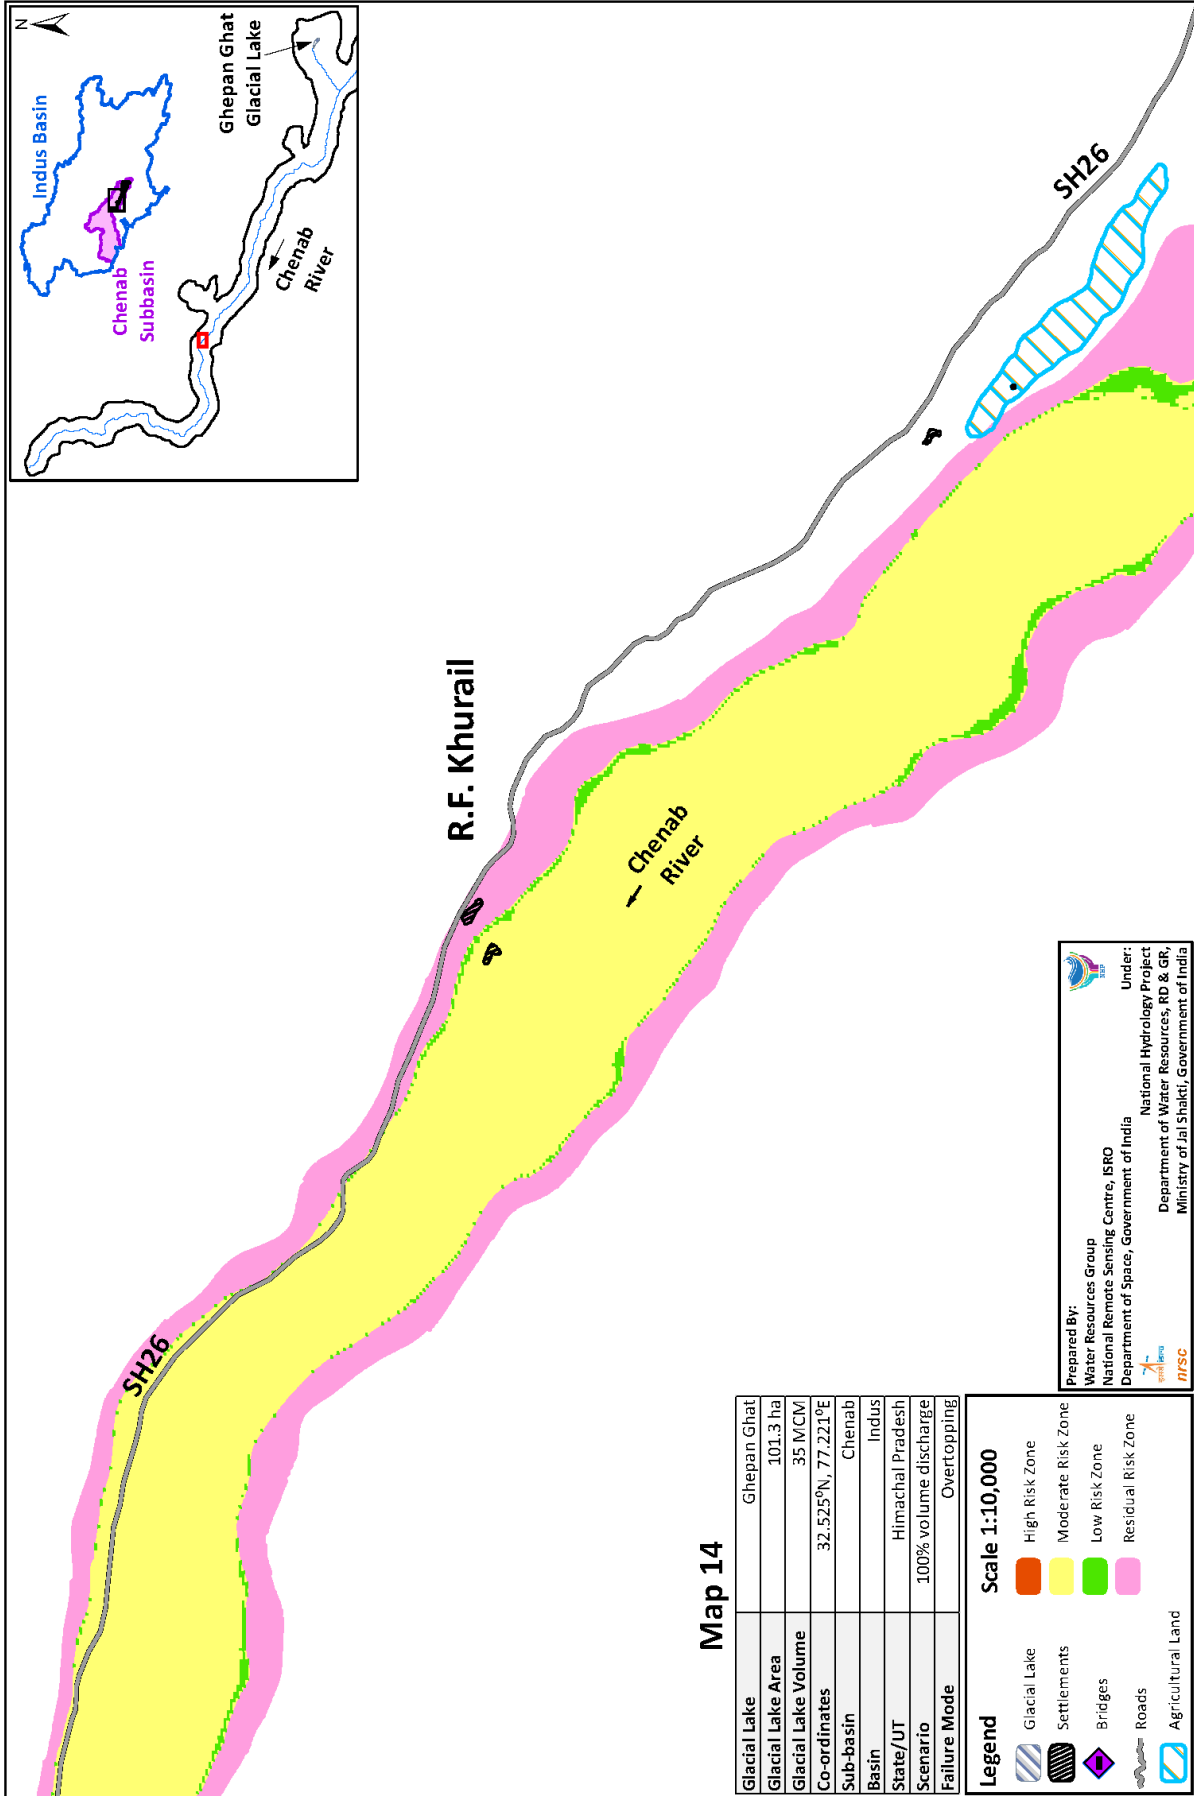 N
Indus Basin
Chenab
Subbasin
Ghepan Ghat
Glacial Lake
Chenab
River
SH26
R.F. Khurail
Chenab
River
SH26
Map 14
Glacial Lake Ghepan Ghat
Glacial Lake Area 101.3 ha
Glacial Lake Volume 35 MCM
Co-ordinates 32.525⁰N, 77.221⁰E
Sub-basin Chenab
Basin Indus
State/UT Himachal Pradesh
Scenario 100% volume discharge
Failure Mode Overtopping
Legend
Scale 1:10,000
Glacial Lake
Settlements
Bridges
Roads
Agricultural Land
High Risk Zone
Moderate Risk Zone
Low Risk Zone
Residual Risk Zone
Prepared By:
Water Resources Group
National Remote Sensing Centre, ISRO
Department of Space, Government of India
nrsc
NHP
Under:
National Hydrology Project
Department of Water Resources, RD & GR,
Ministry of Jal Shakti, Government of India